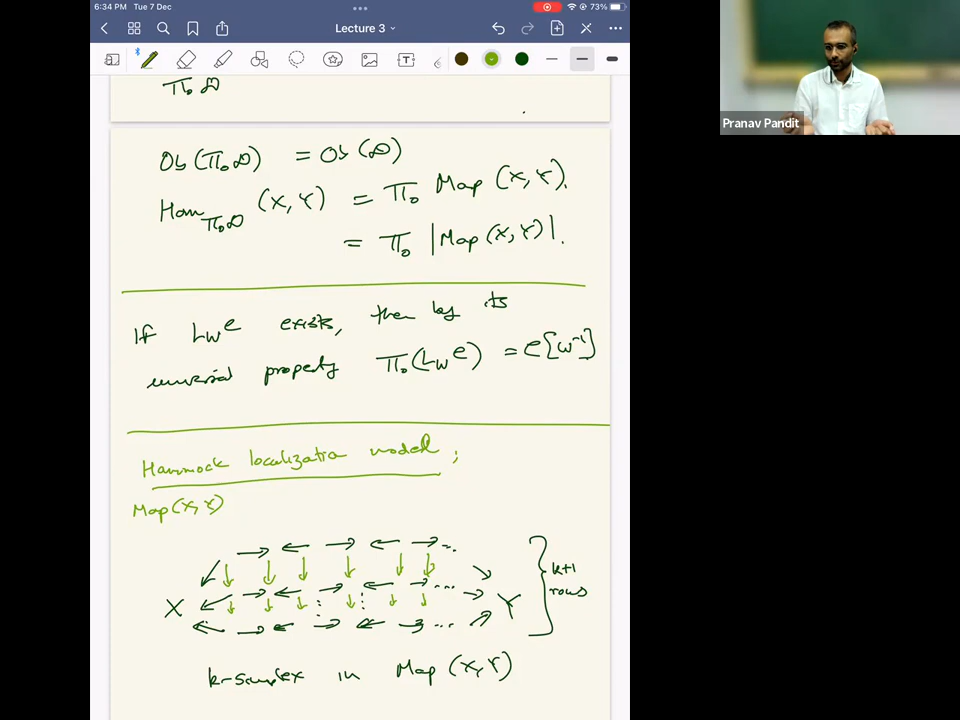 6:34 PM Tue 7 Dec
73%
Lecture 3
T
Pranav Pandit
π₀ 𝒟
Ob(π₀𝒟) = Ob(𝒟)
Hom_{π₀𝒟}(X, Y) = π₀ Map(X, Y).
= π₀ |Map(X, Y)|.
If L_W C exists, then by its
universal property π₀(L_W C) = C[W⁻¹]
Hammock localization model;
Map(X, Y)
X Y
k+1
rows
k-simplex in Map(X, Y)